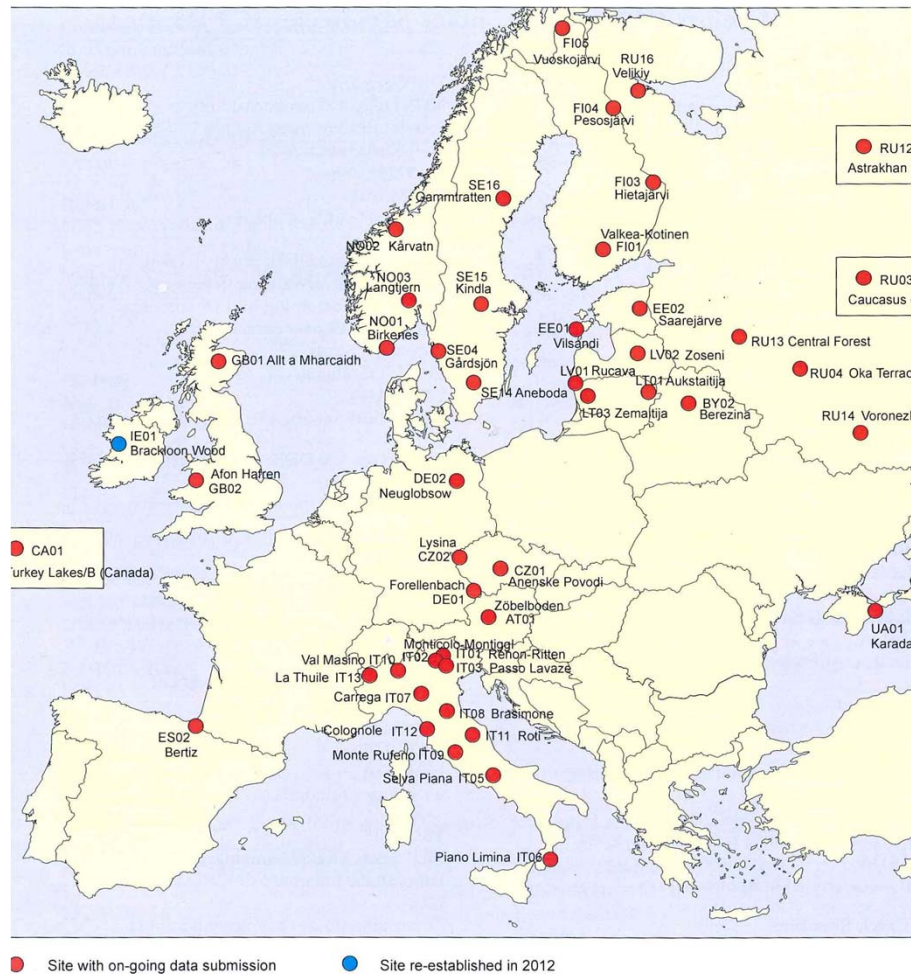 FI05
Vuoskojärvi
RU16
Velikiy
FI04
Pesosjärvi
RU12
Astrakhan
FI03
Hietajärvi
SE16
Gammtratten
Valkea-Kotinen
FI01
NO02 Kårvatn
NO03
Langtjern
SE15
Kindla
RU03
Caucasus
EE02
Saarejärve
EE01
Vilsandi
NO01
Birkenes
RU13 Central Forest
SE04
Gårdsjön
LV02 Zoseni
GB01 Allt a Mharcaidh
LV01 Rucava
RU04 Oka Terrac
SE14 Aneboda
LT01 Aukstaitija
LT03 Zemaitija
BY02
Berezina
RU14 Voronezh
IE01
Brackloon Wood
Afon Hafren
GB02
DE02
Neuglobsow
CA01
Turkey Lakes/B (Canada)
Lysina
CZ02
CZ01
Anenske Povodi
Forellenbach
DE01
Zöbelboden
AT01
UA01
Karada
Monticolo-Montiggl
IT02
IT01 Renon-Ritten
Val Masino IT10
IT03 Passo Lavazè
La Thuile IT13
Carrega IT07
IT08 Brasimone
ES02
Bertiz
Colognole IT12
IT11 Roti
Monte Rufeno IT09
Selva Piana IT05
Piano Limina IT06
Site with on-going data submission
Site re-established in 2012